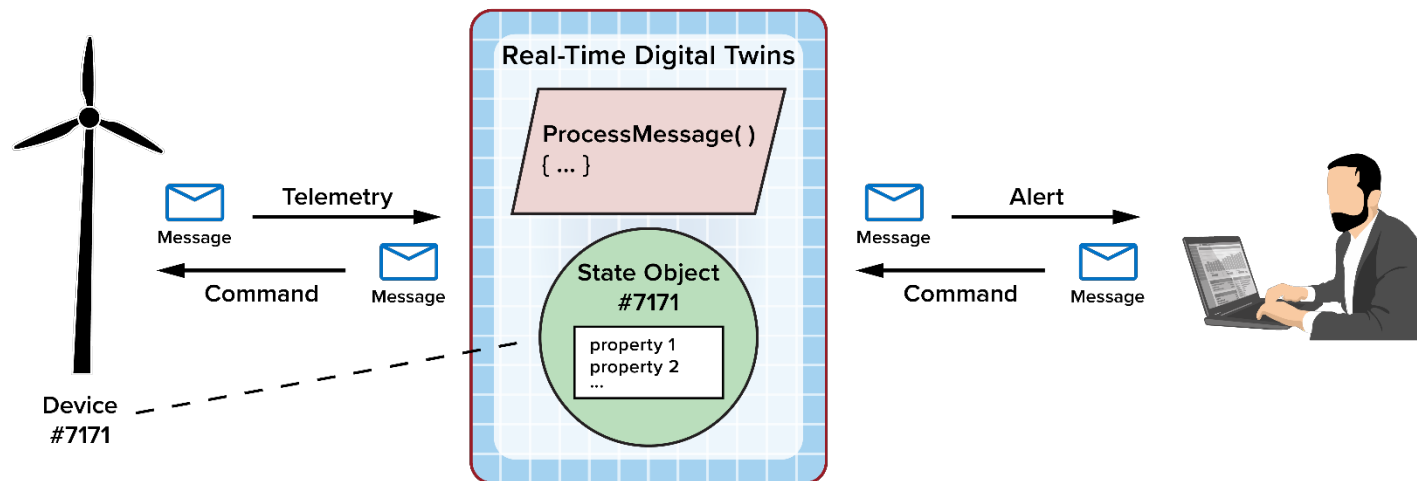 Real-Time Digital Twins
ProcessMessage( )
{ ... }
Telemetry
Message
Command
Message
Alert
Message
Command
Message
State Object
#7171
property 1
property 2
...
Device
#7171